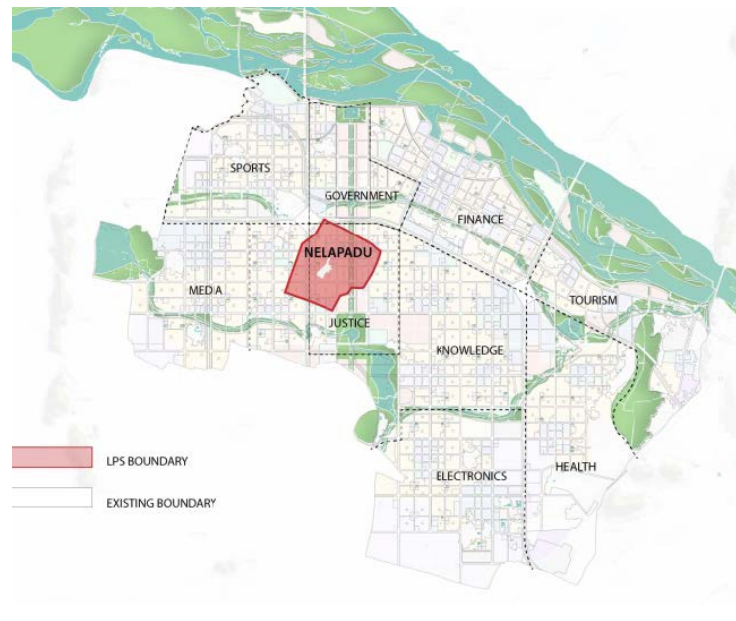 SPORTS
GOVERNMENT
FINANCE
NELAPADU
MEDIA
TOURISM
JUSTICE
KNOWLEDGE
LPS BOUNDARY
ELECTRONICS
HEALTH
EXISTING BOUNDARY